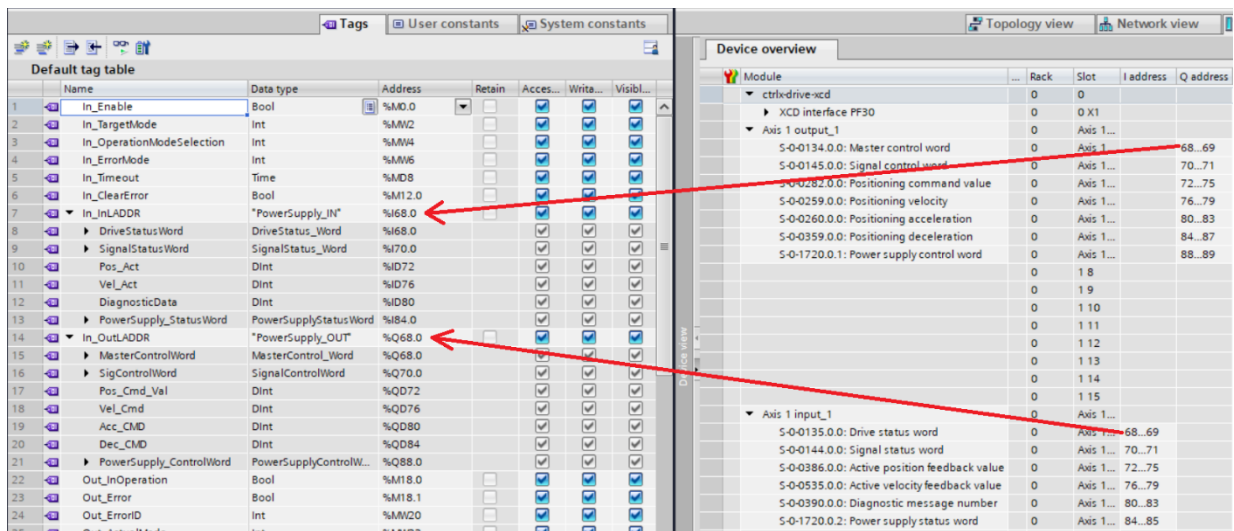 Tags User constants System constants
Default tag table
Name Data type Address Retain Acces... Writa... Visibl...
1 In_Enable Bool %M0.0
2 In_TargetMode Int %MW2
3 In_OperationModeSelection Int %MW4
4 In_ErrorMode Int %MW6
5 In_Timeout Time %MD8
6 In_ClearError Bool %M12.0
7 In_InLADDR "PowerSupply_IN" %I68.0
8 DriveStatusWord DriveStatus_Word %I68.0
9 SignalStatusWord SignalStatus_Word %I70.0
10 Pos_Act DInt %ID72
11 Vel_Act DInt %ID76
12 DiagnosticData DInt %ID80
13 PowerSupply_StatusWord PowerSupplyStatusWord %I84.0
14 In_OutLADDR "PowerSupply_OUT" %Q68.0
15 MasterControlWord MasterControl_Word %Q68.0
16 SigControlWord SignalControlWord %Q70.0
17 Pos_Cmd_Val DInt %QD72
18 Vel_Cmd DInt %QD76
19 Acc_CMD DInt %QD80
20 Dec_CMD DInt %QD84
21 PowerSupply_ControlWord PowerSupplyControlW... %Q88.0
22 Out_InOperation Bool %M18.0
23 Out_Error Bool %M18.1
24 Out_ErrorID Int %MW20
Device view
Topology view Network view
Device overview
Module ... Rack Slot I address Q address
ctrlx-drive-xcd 0 0
XCD interface PF30 0 0 X1
Axis 1 output_1 0 Axis 1...
S-0-0134.0.0: Master control word 0 Axis 1 68...69
S-0-0145.0.0: Signal control word 0 Axis 1... 70...71
S-0-0282.0.0: Positioning command value 0 Axis 1... 72...75
S-0-0259.0.0: Positioning velocity 0 Axis 1... 76...79
S-0-0260.0.0: Positioning acceleration 0 Axis 1... 80...83
S-0-0359.0.0: Positioning deceleration 0 Axis 1... 84...87
S-0-1720.0.1: Power supply control word 0 Axis 1... 88...89
0 1 8
0 1 9
0 1 10
0 1 11
0 1 12
0 1 13
0 1 14
0 1 15
Axis 1 input_1 0 Axis 1...
S-0-0135.0.0: Drive status word 0 Axis 1... 68...69
S-0-0144.0.0: Signal status word 0 Axis 1... 70...71
S-0-0386.0.0: Active position feedback value 0 Axis 1... 72...75
S-0-0535.0.0: Active velocity feedback value 0 Axis 1... 76...79
S-0-0390.0.0: Diagnostic message number 0 Axis 1... 80...83
S-0-1720.0.2: Power supply status word 0 Axis 1... 84...85